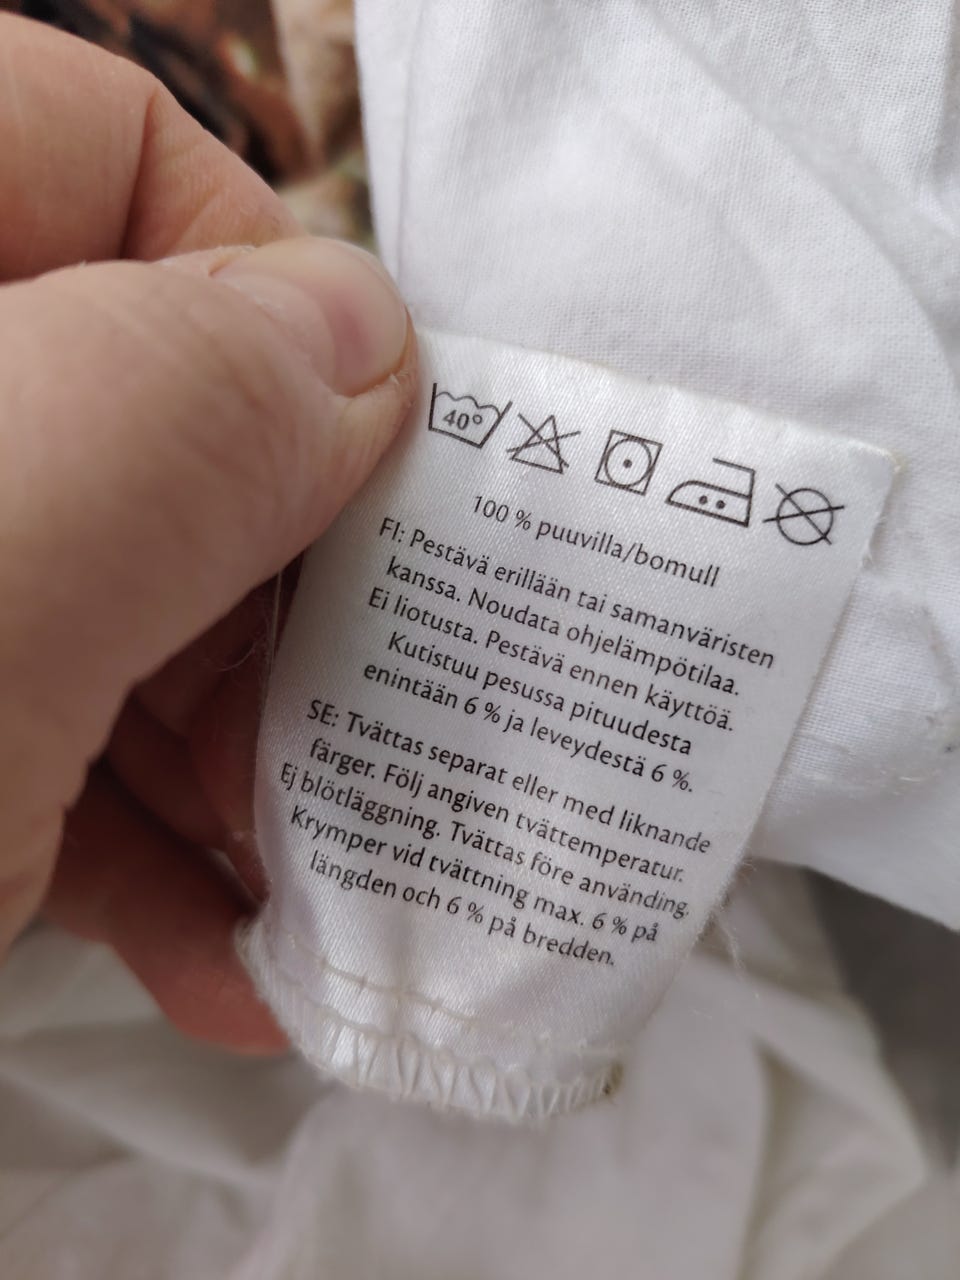 40°
100 % puuvilla/bomull
FI: Pestävä erillään tai samanväristen
kanssa. Noudata ohjelämpötilaa.
Ei liotusta. Pestävä ennen käyttöä.
Kutistuu pesussa pituudesta
enintään 6 % ja leveydestä 6 %.
SE: Tvättas separat eller med liknande
färger. Följ angiven tvättemperatur.
Ej blötläggning. Tvättas före använding.
Krymper vid tvättning max. 6 % på
längden och 6 % på bredden.